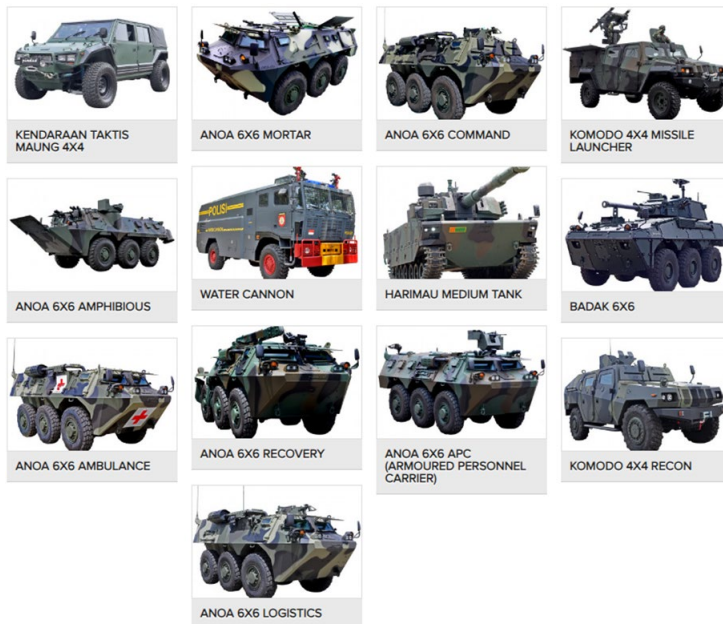 KENDARAAN TAKTIS
MAUNG 4X4
ANOA 6X6 MORTAR
ANOA 6X6 COMMAND
KOMODO 4X4 MISSILE
LAUNCHER
ANOA 6X6 AMPHIBIOUS
POLISI
WATER CANNON
HARIMAU MEDIUM TANK
BADAK 6X6
ANOA 6X6 AMBULANCE
ANOA 6X6 RECOVERY
ANOA 6X6 APC
(ARMOURED PERSONNEL
CARRIER)
KOMODO 4X4 RECON
ANOA 6X6 LOGISTICS